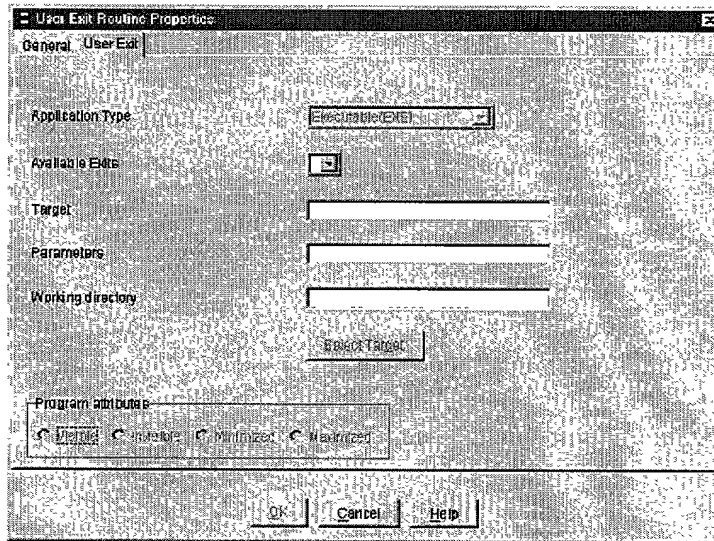 User Exit Routine Properties
General User Exit
Application Type Executable(EXE)
Available Exits
Target
Parameters
Working directory
Select Target
Program attributes
Visible Invisible Minimized Maximized
OK Cancel Help